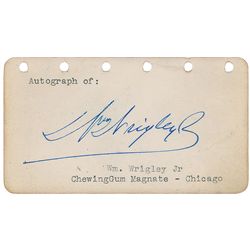 Autograph of:
Wm Wrigley Jr
Wm. Wrigley Jr
ChewingGum Magnate - Chicago